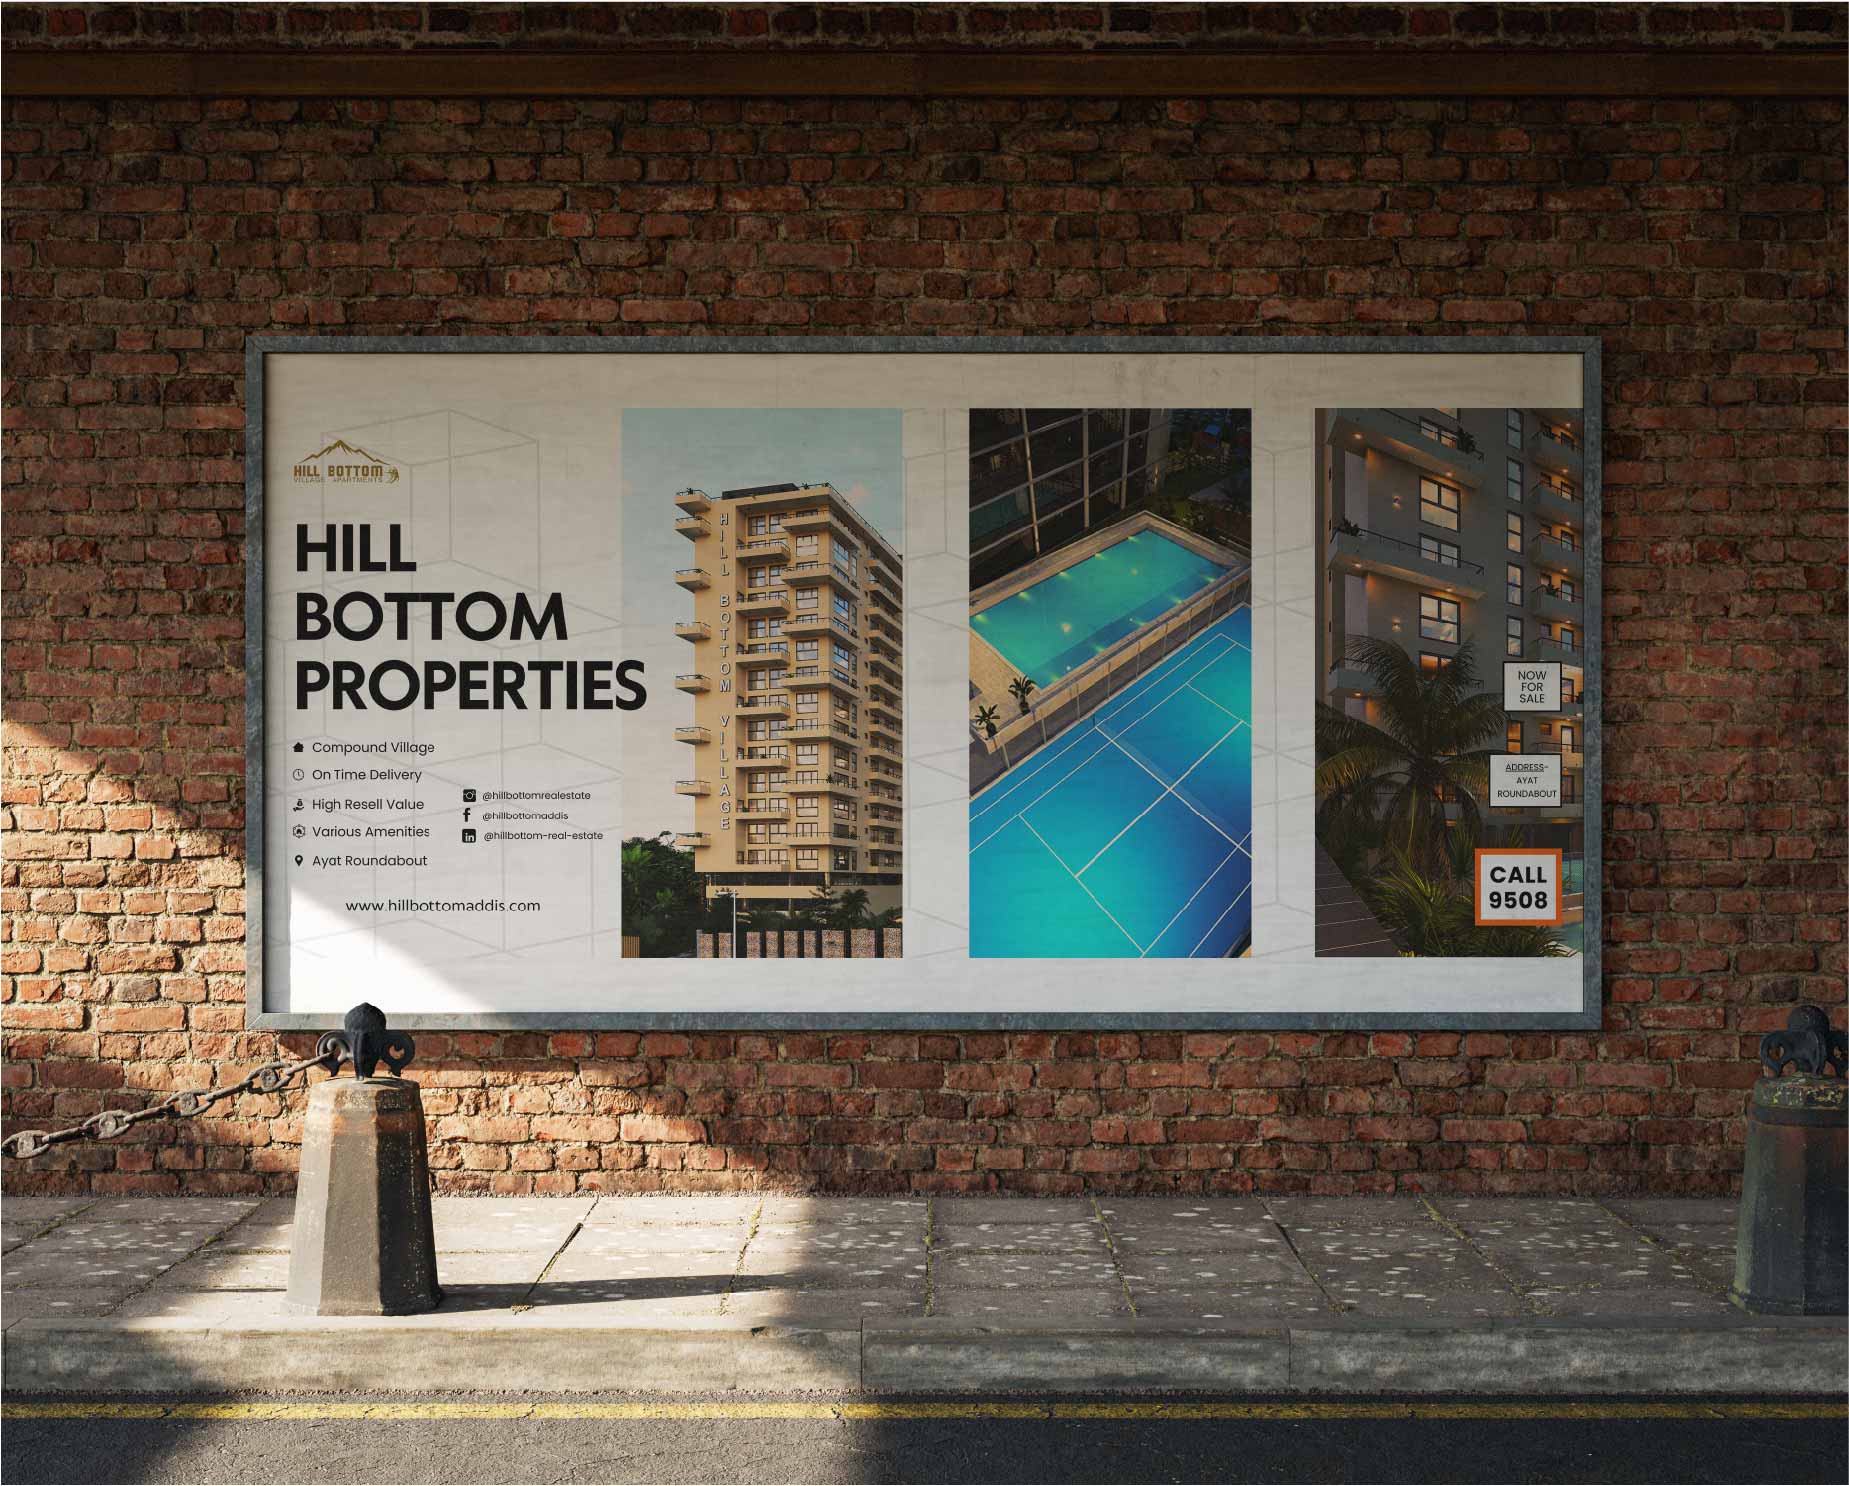 HILL BOTTOM
VILLAGE APARTMENTS
HILL
BOTTOM
PROPERTIES
Compound Village
On Time Delivery
High Resell Value
Various Amenities
Ayat Roundabout
@hillbottomrealestate
@hillbottomaddis
@hillbottom-real-estate
www.hillbottomaddis.com
HILL BOTTOM VILLAGE
NOW
FOR
SALE
ADDRESS-
AYAT
ROUNDABOUT
CALL
9508